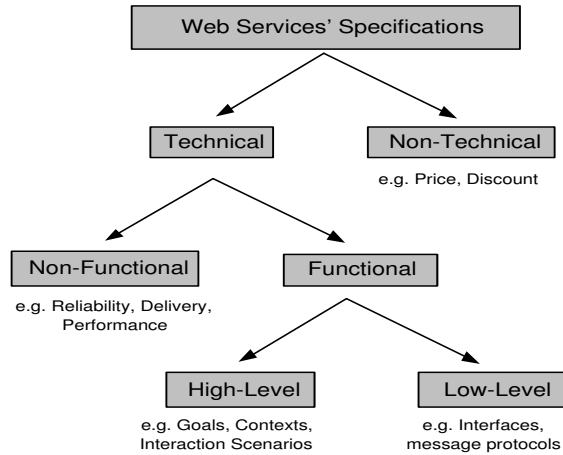 Web Services' Specifications
Technical
Non-Technical
e.g. Price, Discount
Non-Functional
Functional
e.g. Reliability, Delivery,
Performance
High-Level
Low-Level
e.g. Goals, Contexts,
Interaction Scenarios
e.g. Interfaces,
message protocols